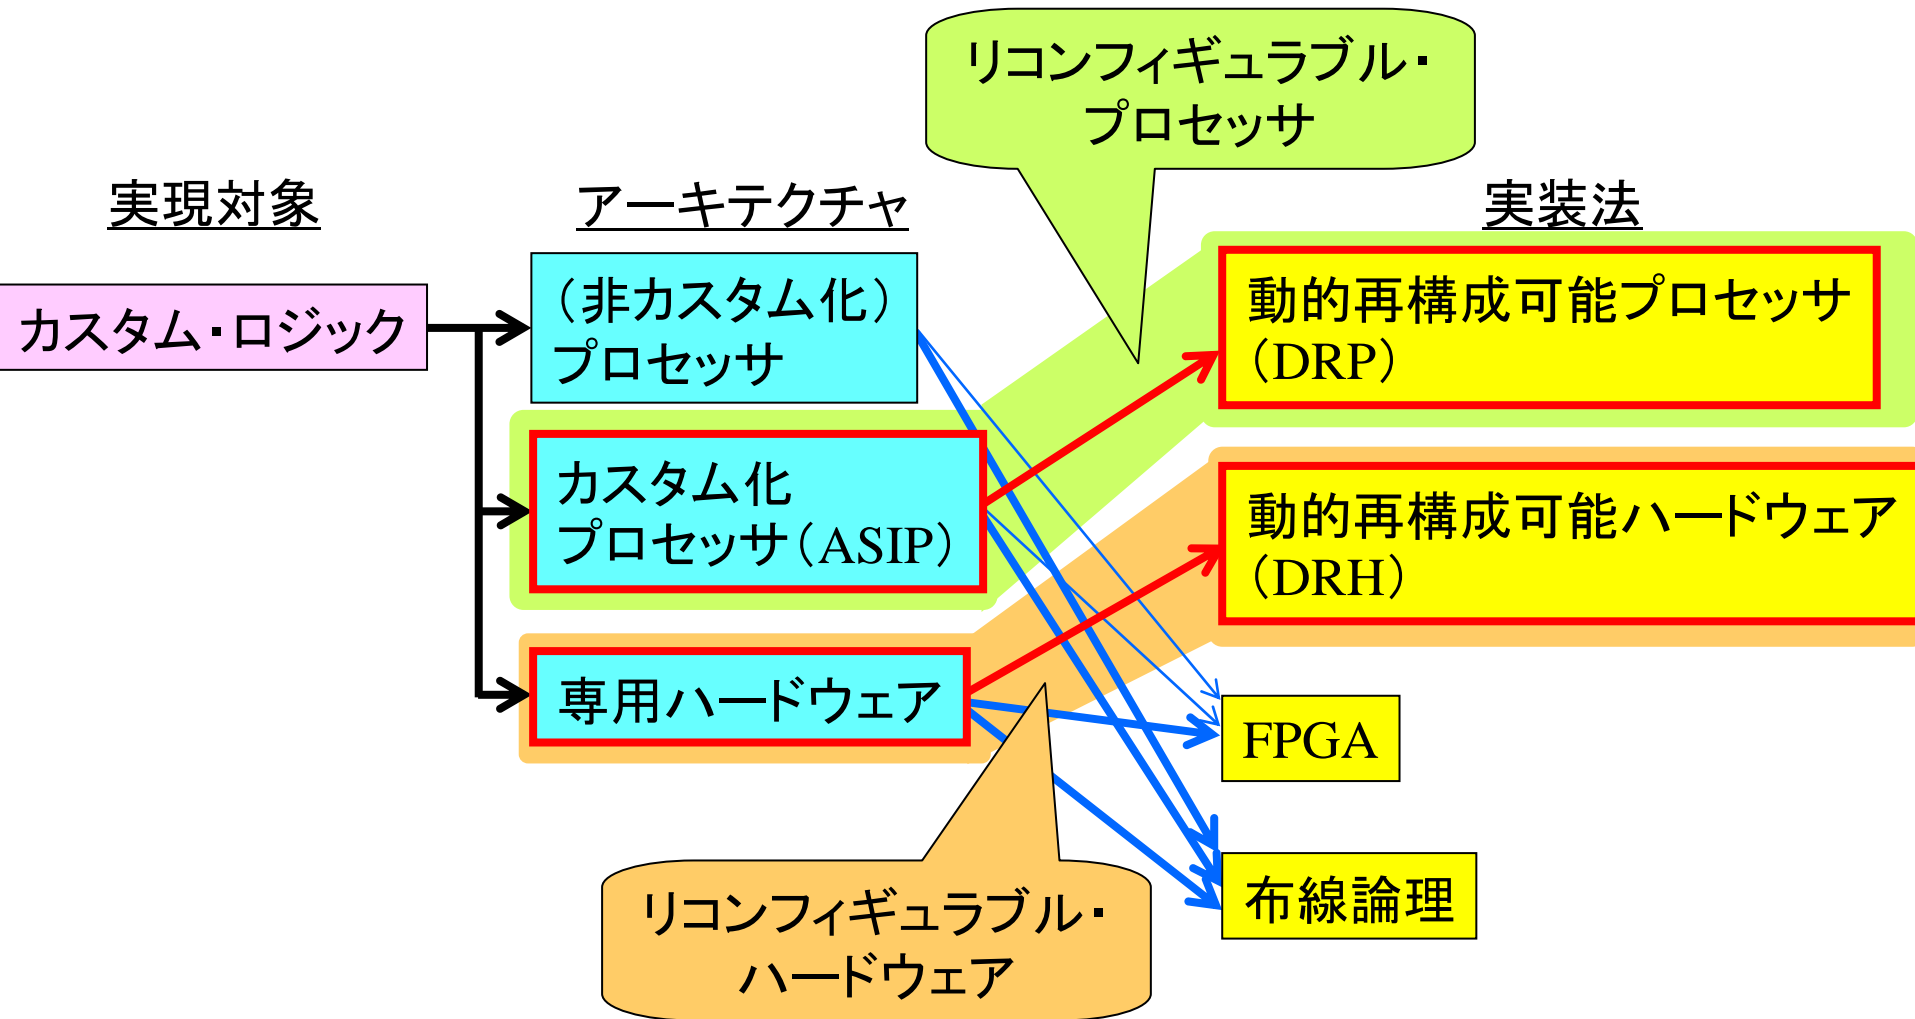 リコンフィギュラブル・
プロセッサ
実現対象
アーキテクチャ
実装法
カスタム・ロジック
（非カスタム化）
プロセッサ
動的再構成可能プロセッサ
（DRP）
カスタム化
プロセッサ（ASIP）
動的再構成可能ハードウェア
（DRH）
専用ハードウェア
FPGA
布線論理
リコンフィギュラブル・
ハードウェア